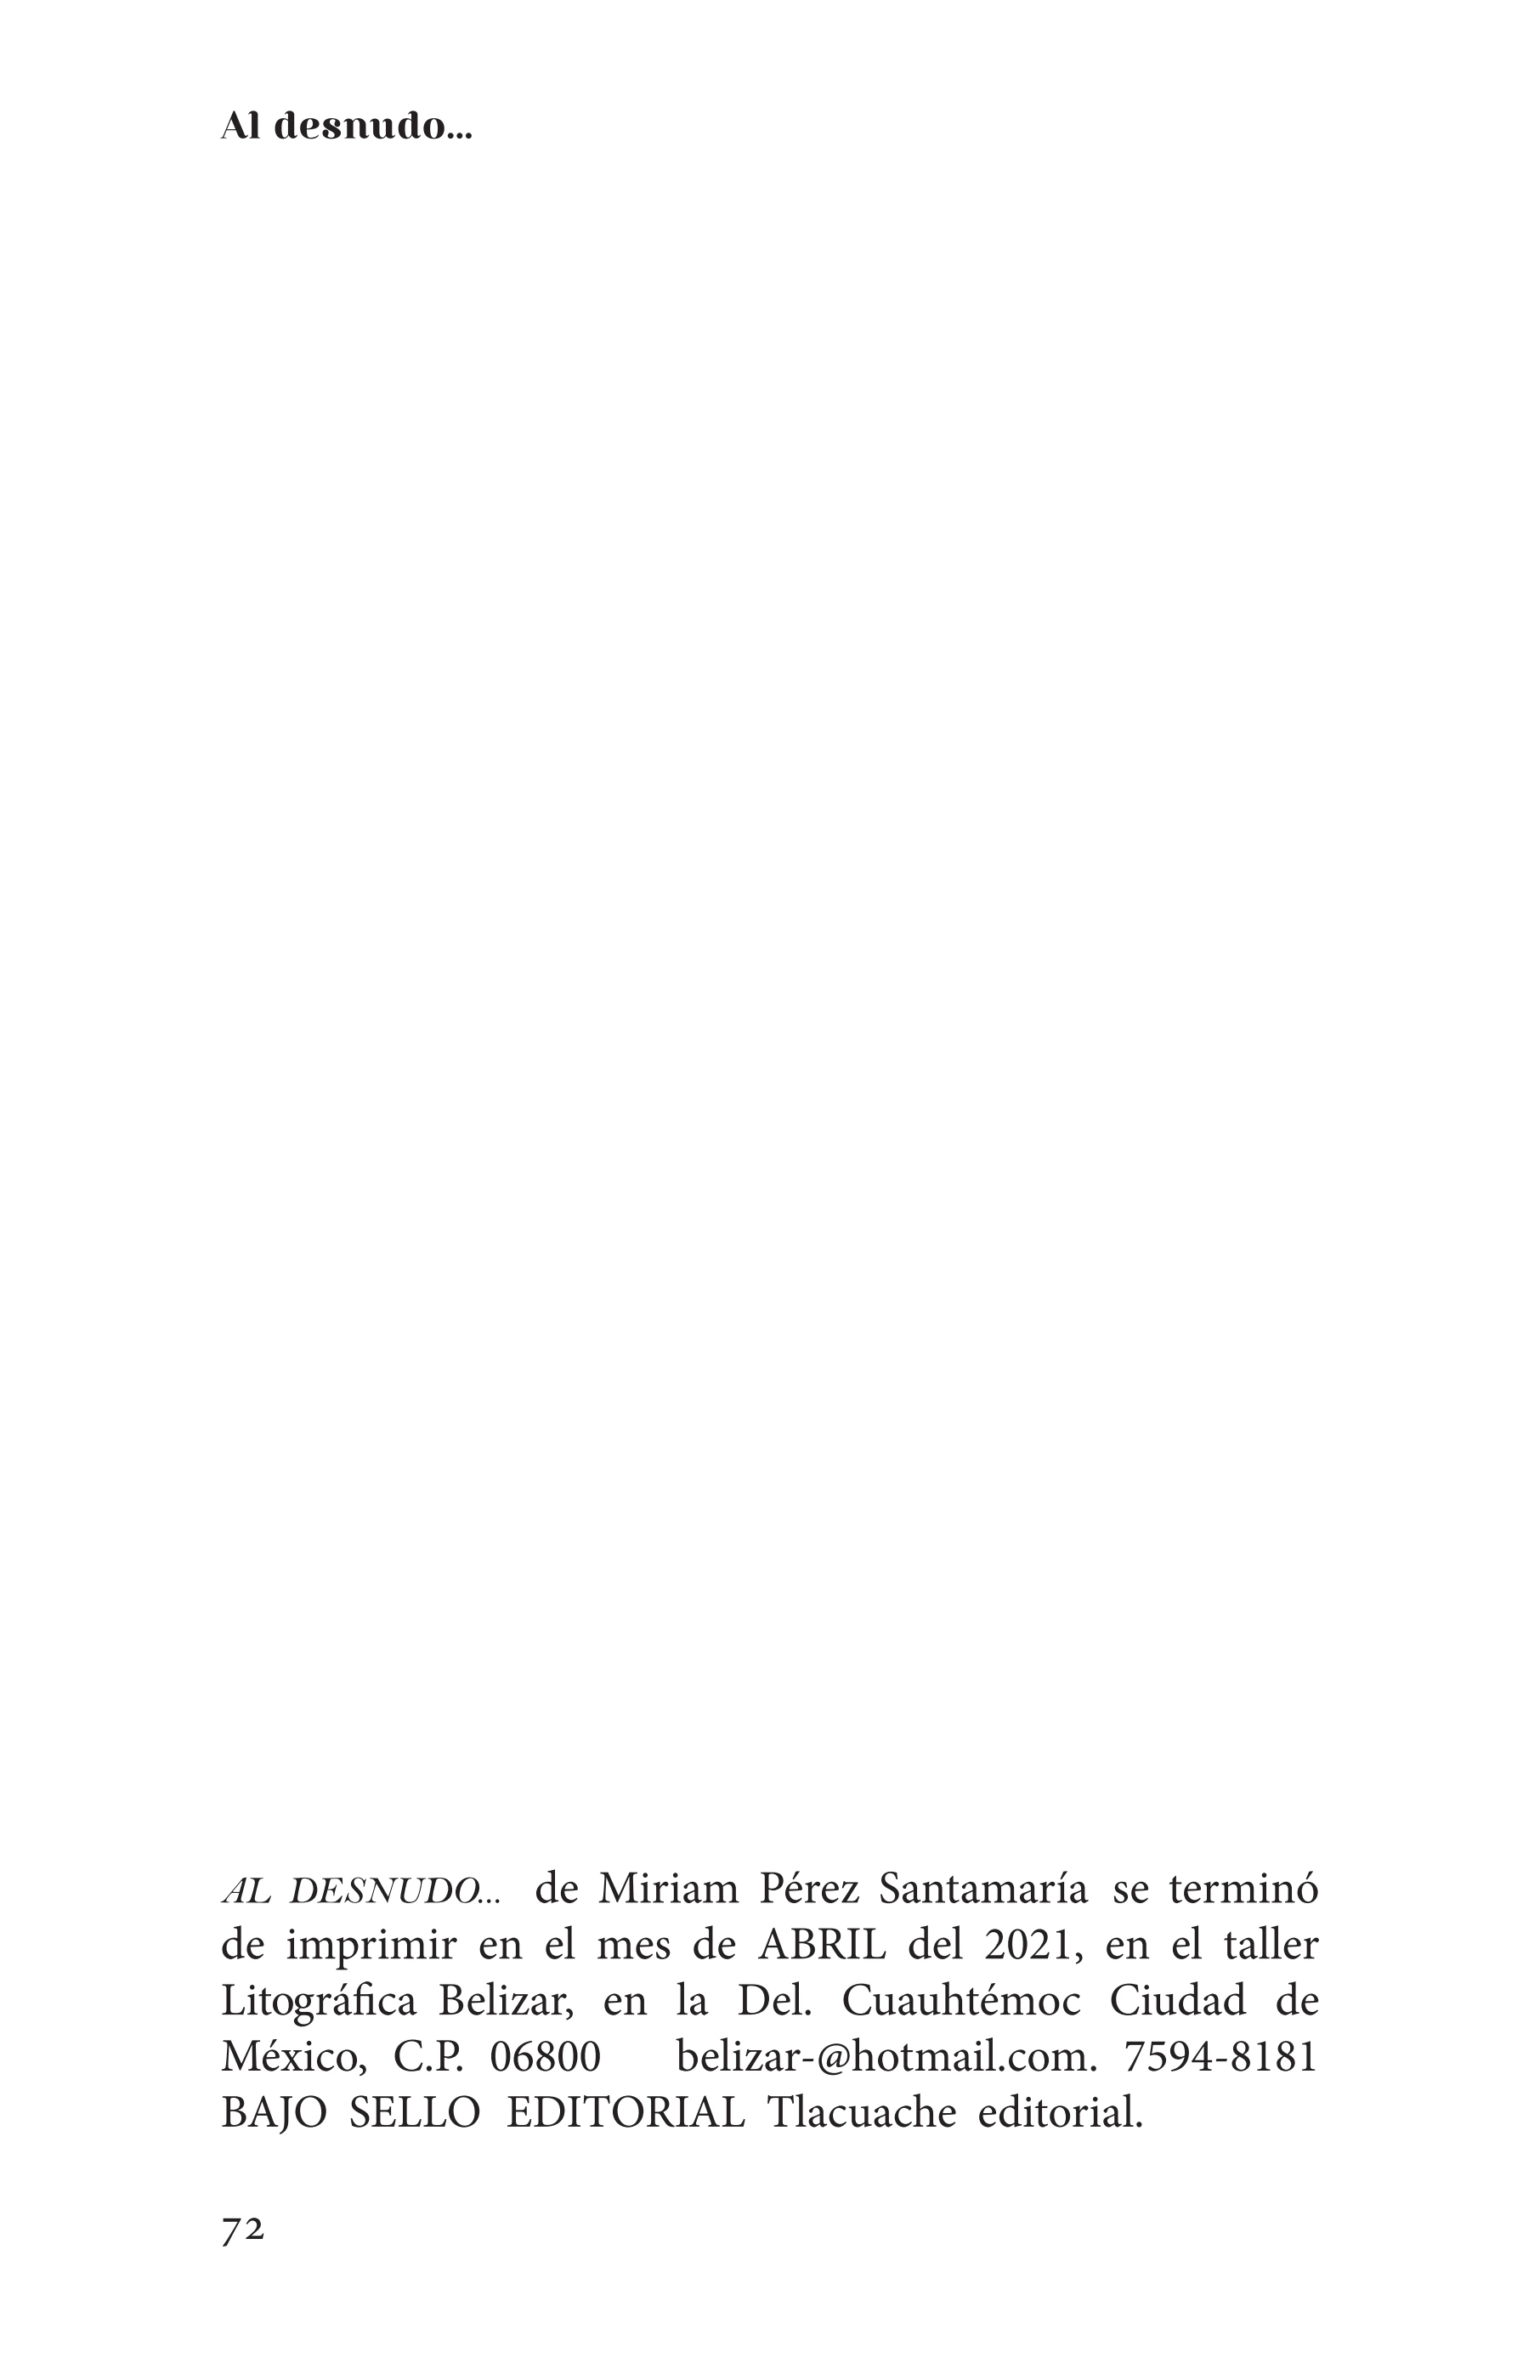 Al desnudo...
AL DESNUDO... de Miriam Pérez Santamaría se terminó
de imprimir en el mes de ABRIL del 2021, en el taller
Litográfica Belizar, en la Del. Cuauhtémoc Ciudad de
México, C.P. 06800 belizar-@hotmail.com. 7594-8181
BAJO SELLO EDITORIAL Tlacuache editorial.
72